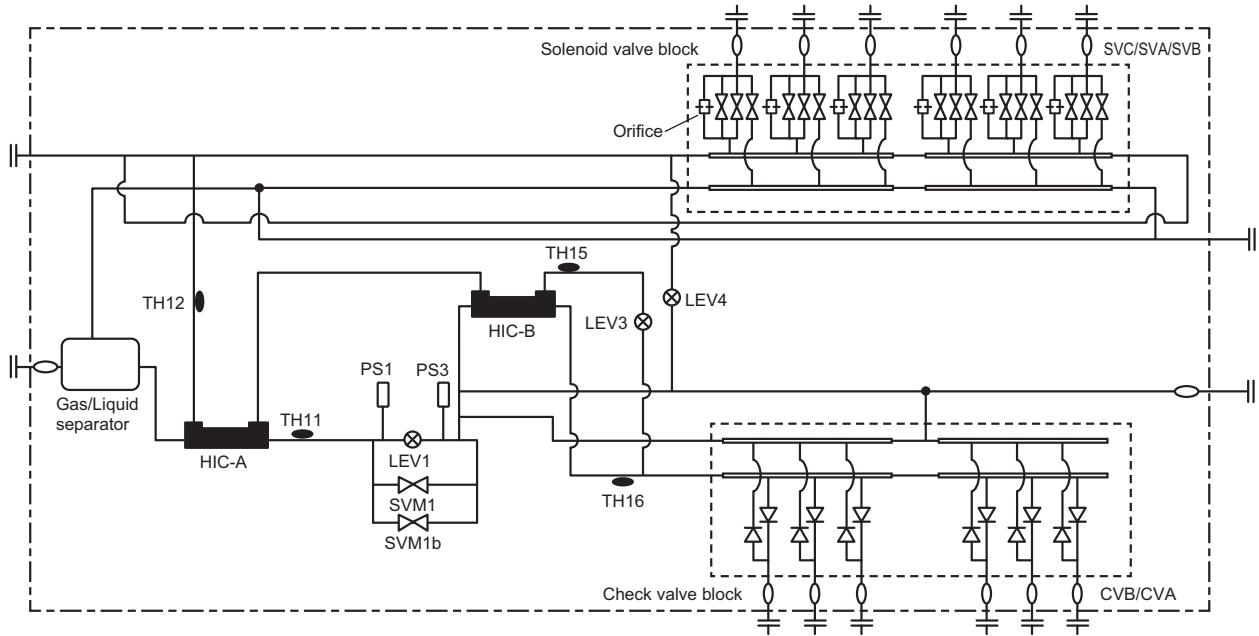 Solenoid valve block
SVC/SVA/SVB
Orifice
TH15
TH12
LEV4
LEV3
HIC-B
PS1
PS3
Gas/Liquid
separator
TH11
HIC-A
LEV1
SVM1
TH16
SVM1b
Check valve block
CVB/CVA